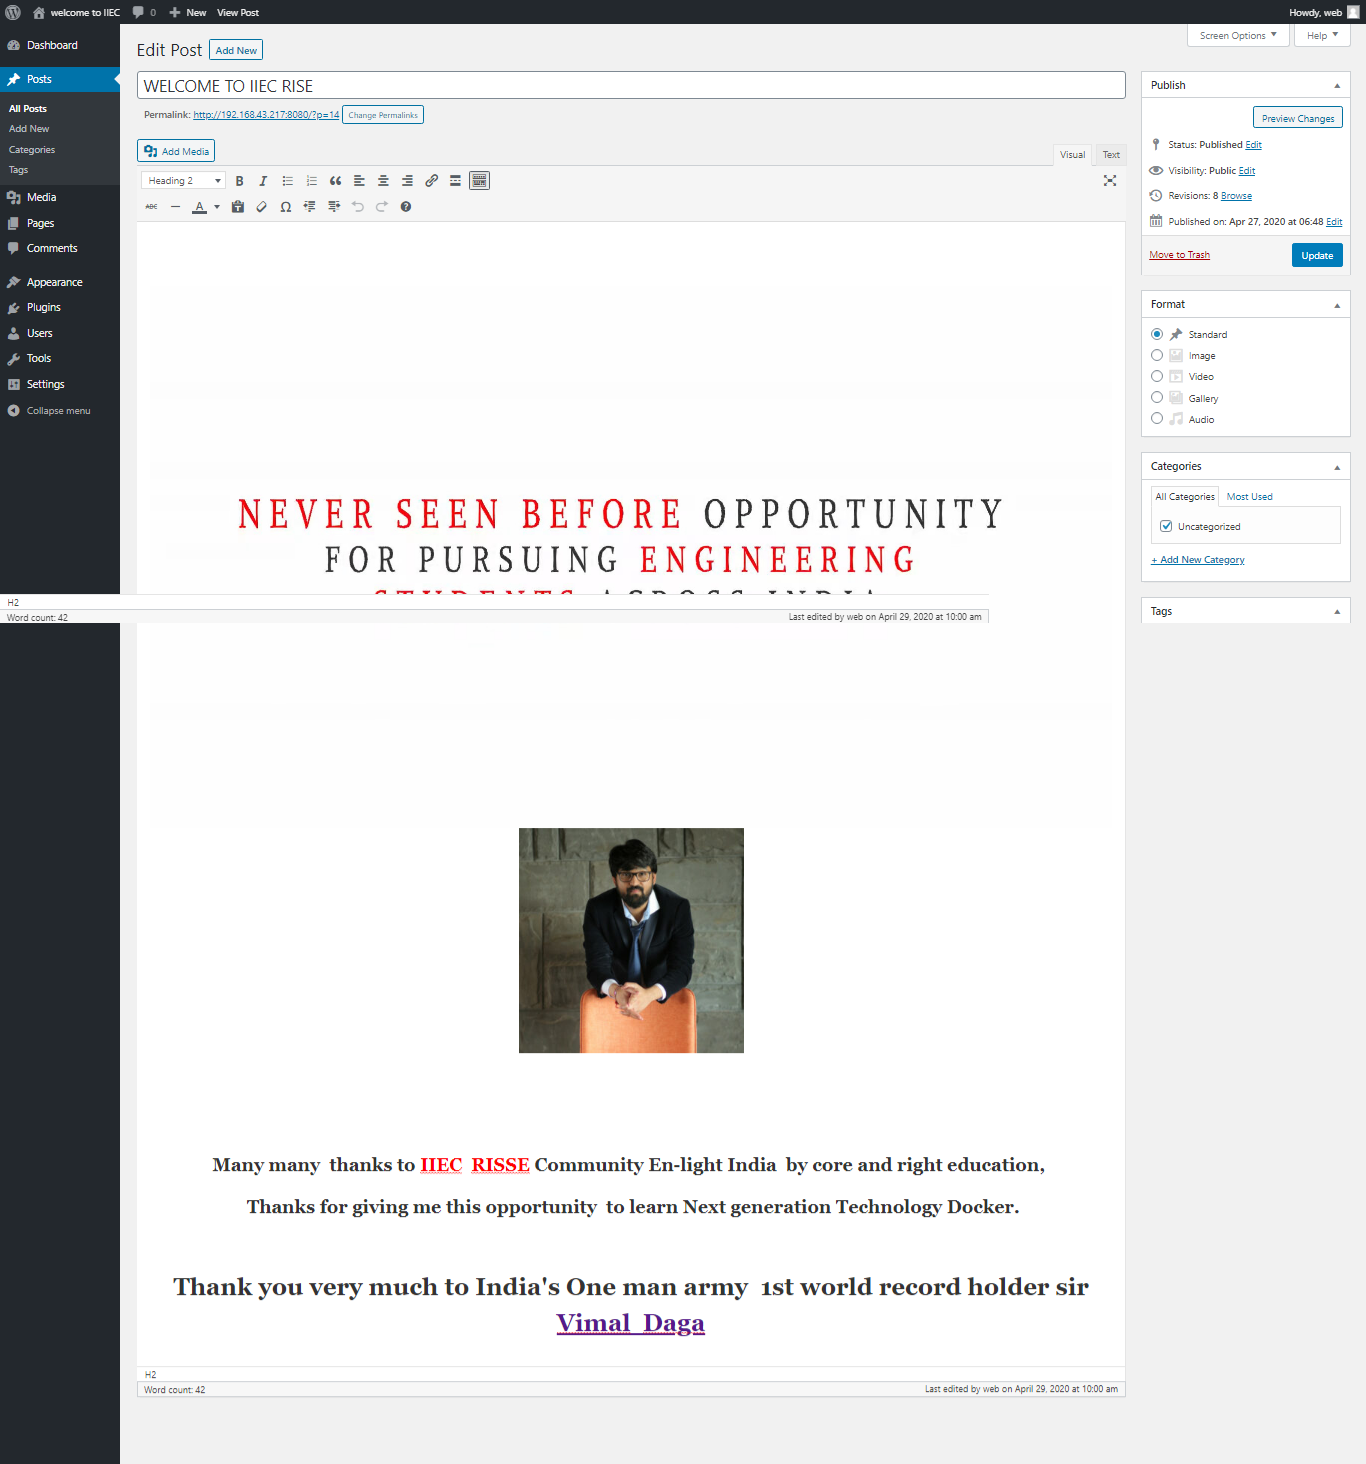 welcome to IIEC 0 New View Post Howdy, web
Dashboard
Posts
All Posts
Add New
Categories
Tags
Media
Pages
Comments
Appearance
Plugins
Users
Tools
Settings
Collapse menu
Screen Options Help
Edit Post Add New
WELCOME TO IIEC RISE
Permalink: http://192.168.43.217:8080/?p=14 Change Permalinks
Add Media
Visual Text
Heading 2 B I
ABC A Ω
NEVER SEEN BEFORE OPPORTUNITY
FOR PURSUING ENGINEERING
STUDENTS ACROSS INDIA
H2
Word count: 42 Last edited by web on April 29, 2020 at 10:00 am
Many many thanks to IIEC RISSE Community En-light India by core and right education,
Thanks for giving me this opportunity to learn Next generation Technology Docker.
Thank you very much to India's One man army 1st world record holder sir
Vimal Daga
H2
Word count: 42 Last edited by web on April 29, 2020 at 10:00 am
Publish
Preview Changes
Status: Published Edit
Visibility: Public Edit
Revisions: 8 Browse
Published on: Apr 27, 2020 at 06:48 Edit
Move to Trash Update
Format
Standard
Image
Video
Gallery
Audio
Categories
All Categories Most Used
Uncategorized
+ Add New Category
Tags